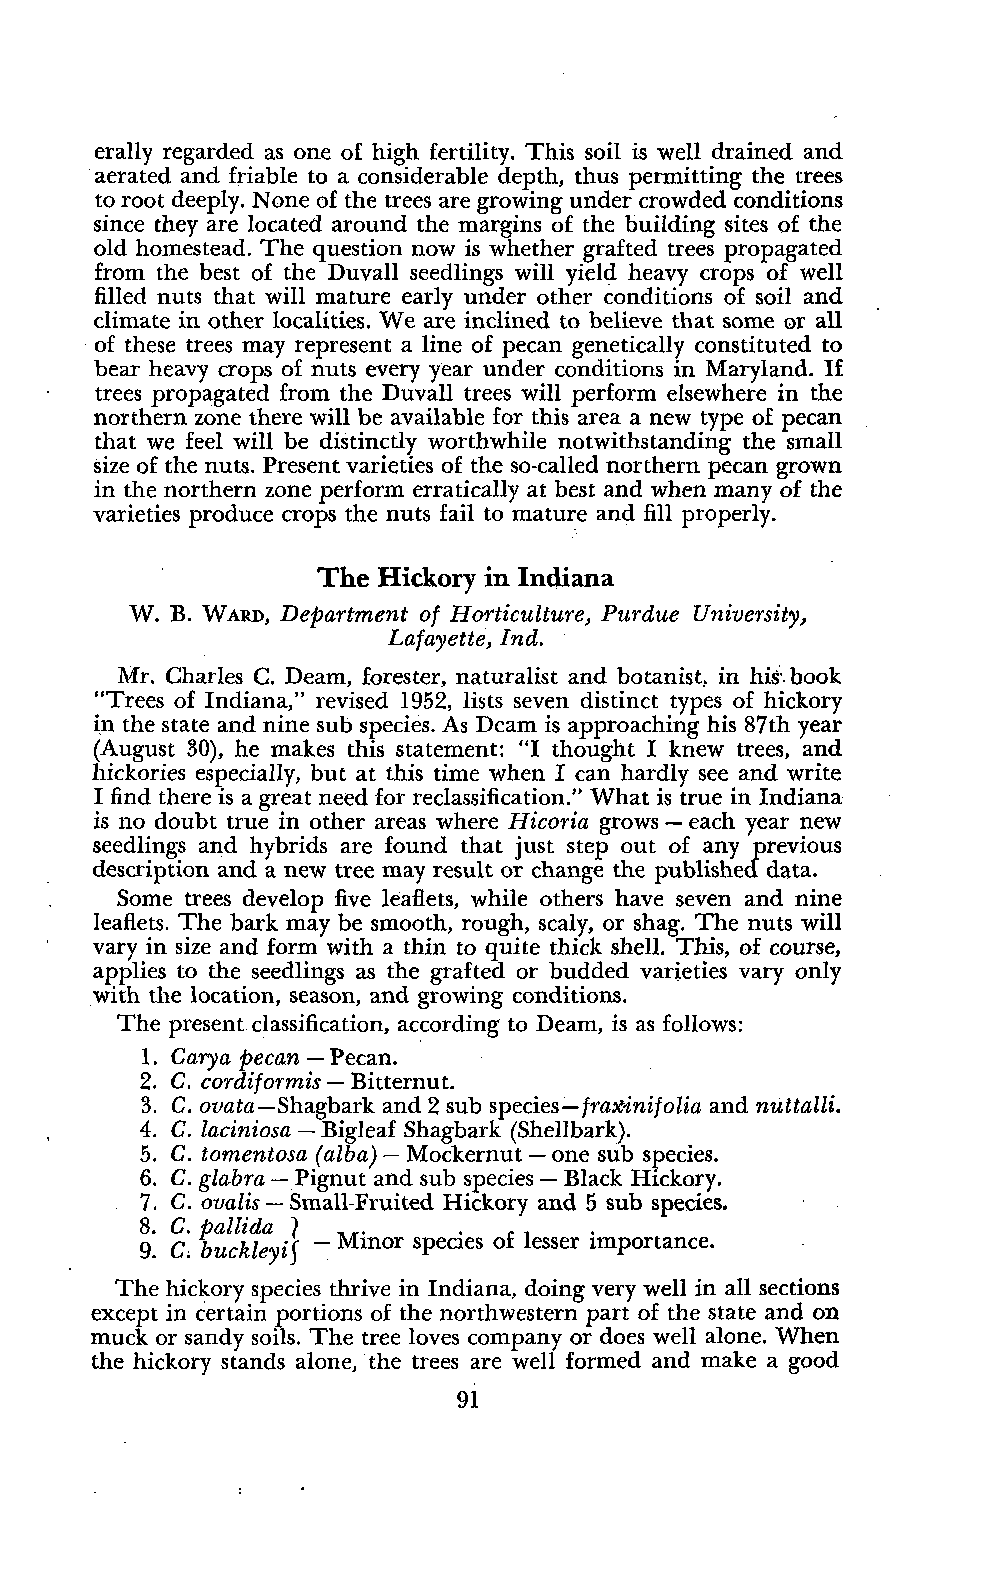 erally regarded as one of high fertility. This soil is well drained and
aerated and friable to a considerable depth, thus permitting the trees
to root deeply. None of the trees are growing under crowded conditions
since they are located around the margins of the building sites of the
old homestead. The question now is whether grafted trees propagated
from the best of the Duvall seedlings will yield heavy crops of well
filled nuts that will mature early under other conditions of soil and
climate in other localities. We are inclined to believe that some or all
of these trees may represent a line of pecan genetically constituted to
bear heavy crops of nuts every year under conditions in Maryland. If
trees propagated from the Duvall trees will perform elsewhere in the
northern zone there will be available for this area a new type of pecan
that we feel will be distinctly worthwhile notwithstanding the small
size of the nuts. Present varieties of the so-called northern pecan grown
in the northern zone perform erratically at best and when many of the
varieties produce crops the nuts fail to mature and fill properly.
The Hickory in Indiana
W. B. WARD, Department of Horticulture, Purdue University,
Lafayette, Ind.
Mr. Charles C. Deam, forester, naturalist and botanist, in his book
"Trees of Indiana," revised 1952, lists seven distinct types of hickory
in the state and nine sub species. As Deam is approaching his 87th year
(August 30), he makes this statement: "I thought I knew trees, and
hickories especially, but at this time when I can hardly see and write
I find there is a great need for reclassification." What is true in Indiana
is no doubt true in other areas where Hicoria grows — each year new
seedlings and hybrids are found that just step out of any previous
description and a new tree may result or change the published data.
Some trees develop five leaflets, while others have seven and nine
leaflets. The bark may be smooth, rough, scaly, or shag. The nuts will
vary in size and form with a thin to quite thick shell. This, of course,
applies to the seedlings as the grafted or budded varieties vary only
with the location, season, and growing conditions.
The present classification, according to Deam, is as follows:
1. Carya pecan — Pecan.
2. C. cordiformis — Bitternut.
3. C. ovata—Shagbark and 2 sub species—fraxinifolia and nuttalli.
4. C. laciniosa — Bigleaf Shagbark (Shellbark).
5. C. tomentosa (alba) — Mockernut — one sub species.
6. C. glabra — Pignut and sub species — Black Hickory.
7. C. ovalis — Small-Fruited Hickory and 5 sub species.
8. C. pallida }
9. C. buckleyi } — Minor species of lesser importance.
The hickory species thrive in Indiana, doing very well in all sections
except in certain portions of the northwestern part of the state and on
muck or sandy soils. The tree loves company or does well alone. When
the hickory stands alone, the trees are well formed and make a good
91